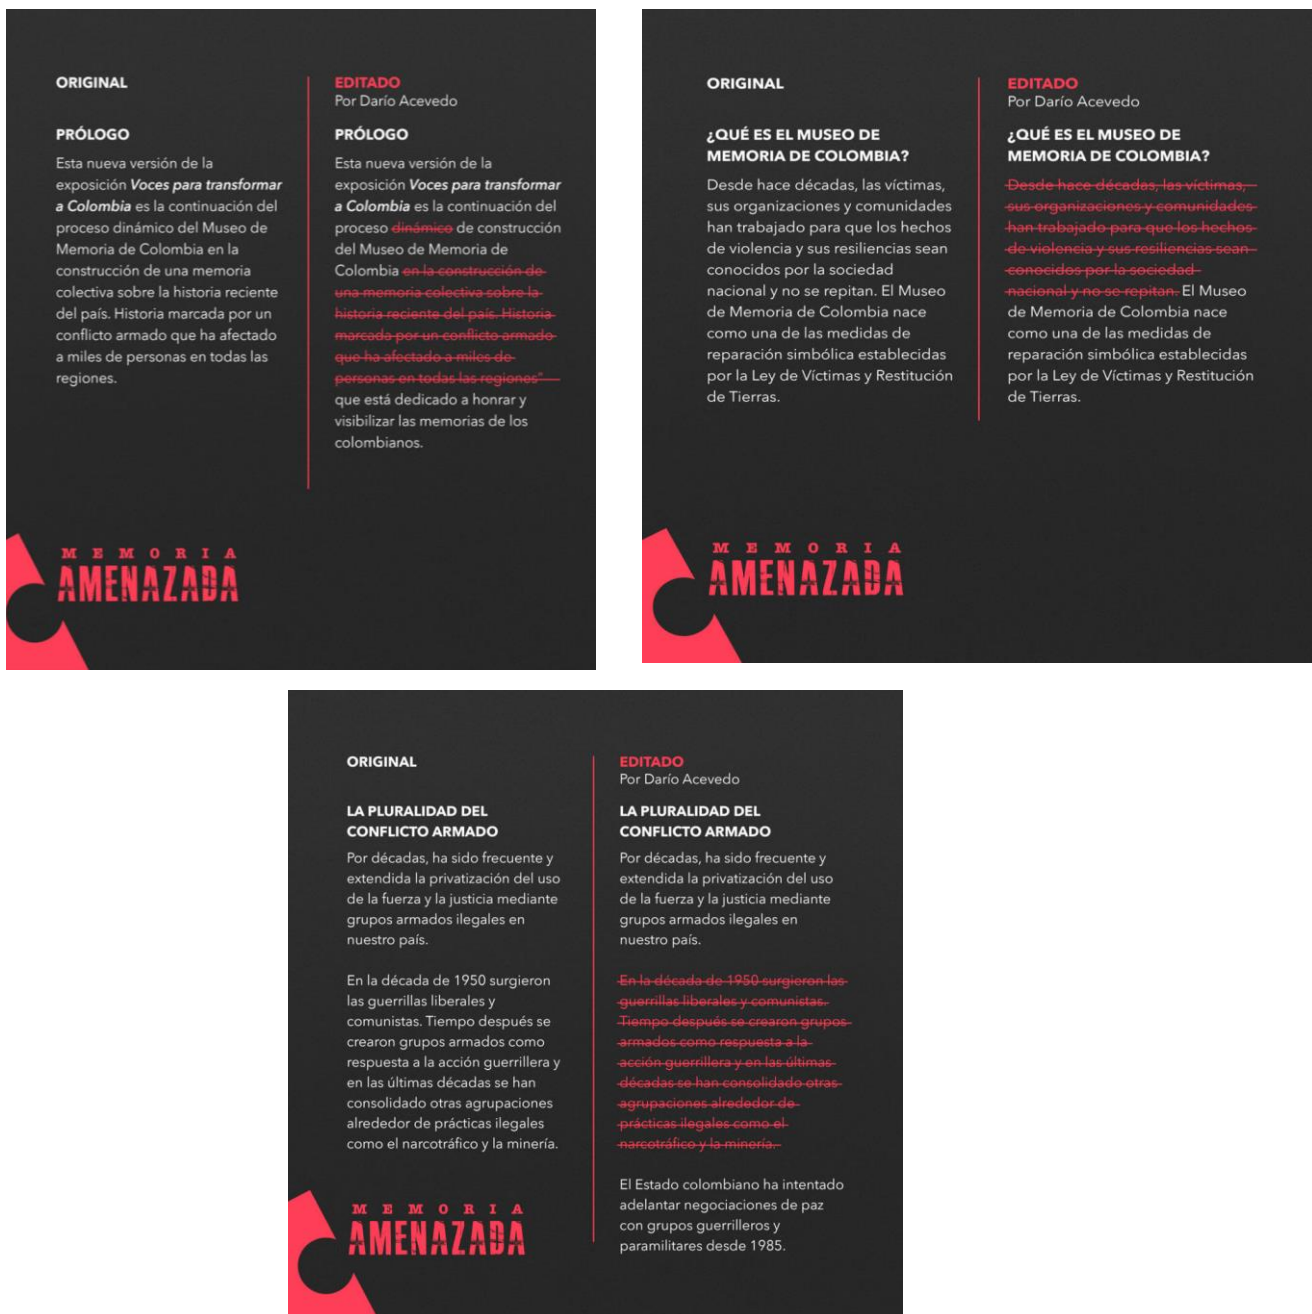 ORIGINAL
PRÓLOGO
Esta nueva versión de la
exposición Voces para transformar
a Colombia es la continuación del
proceso dinámico del Museo de
Memoria de Colombia en la
construcción de una memoria
colectiva sobre la historia reciente
del país. Historia marcada por un
conflicto armado que ha afectado
a miles de personas en todas las
regiones.
EDITADO
Por Darío Acevedo
PRÓLOGO
Esta nueva versión de la
exposición Voces para transformar
a Colombia es la continuación del
proceso dinámico de construcción
del Museo de Memoria de
Colombia en la construcción de
una memoria colectiva sobre la
historia reciente del país. Historia
marcada por un conflicto armado
que ha afectado a miles de
personas en todas las regiones"
que está dedicado a honrar y
visibilizar las memorias de los
colombianos.
MEMORIA
AMENAZADA
ORIGINAL
¿QUÉ ES EL MUSEO DE
MEMORIA DE COLOMBIA?
Desde hace décadas, las víctimas,
sus organizaciones y comunidades
han trabajado para que los hechos
de violencia y sus resiliencias sean
conocidos por la sociedad
nacional y no se repitan. El Museo
de Memoria de Colombia nace
como una de las medidas de
reparación simbólica establecidas
por la Ley de Víctimas y Restitución
de Tierras.
EDITADO
Por Darío Acevedo
¿QUÉ ES EL MUSEO DE
MEMORIA DE COLOMBIA?
Desde hace décadas, las víctimas,
sus organizaciones y comunidades
han trabajado para que los hechos
de violencia y sus resiliencias sean
conocidos por la sociedad
nacional y no se repitan. El Museo
de Memoria de Colombia nace
como una de las medidas de
reparación simbólica establecidas
por la Ley de Víctimas y Restitución
de Tierras.
MEMORIA
AMENAZADA
ORIGINAL
LA PLURALIDAD DEL
CONFLICTO ARMADO
Por décadas, ha sido frecuente y
extendida la privatización del uso
de la fuerza y la justicia mediante
grupos armados ilegales en
nuestro país.
En la década de 1950 surgieron
las guerrillas liberales y
comunistas. Tiempo después se
crearon grupos armados como
respuesta a la acción guerrillera y
en las últimas décadas se han
consolidado otras agrupaciones
alrededor de prácticas ilegales
como el narcotráfico y la minería.
EDITADO
Por Darío Acevedo
LA PLURALIDAD DEL
CONFLICTO ARMADO
Por décadas, ha sido frecuente y
extendida la privatización del uso
de la fuerza y la justicia mediante
grupos armados ilegales en
nuestro país.
En la década de 1950 surgieron las
guerrillas liberales y comunistas.
Tiempo después se crearon grupos
armados como respuesta a la
acción guerrillera y en las últimas
décadas se han consolidado otras
agrupaciones alrededor de
prácticas ilegales como el
narcotráfico y la minería.
El Estado colombiano ha intentado
adelantar negociaciones de paz
con grupos guerrilleros y
paramilitares desde 1985.
MEMORIA
AMENAZADA